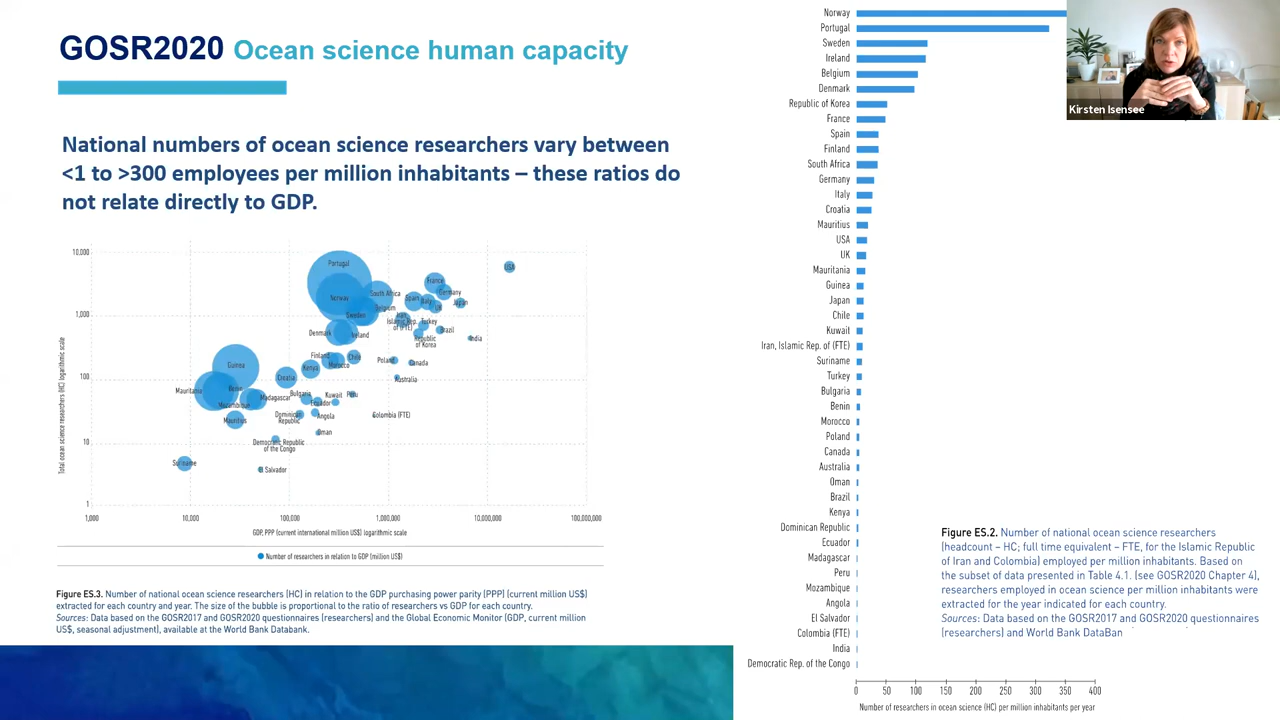 GOSR2020 Ocean science human capacity
National numbers of ocean science researchers vary between
<1 to >300 employees per million inhabitants – these ratios do
not relate directly to GDP.
Total ocean science researchers (HC) logarithmic scale
10,000
1,000
100
10
1
Portugal
Norway
South Africa
Sweden
Belgium
Denmark
Ireland
France
Germany
Spain
Italy
UK
Japan
USA
Iran
Islamic Rep.
of (FTE)
Turkey
Brazil
Republic
of Korea
India
Guinea
Mauritania
Benin
Mozambique
Madagascar
Mauritius
Croatia
Kenya
Finland
Morocco
Chile
Poland
Canada
Australia
Bulgaria
Ecuador
Kuwait
Peru
Dominican
Republic
Angola
Oman
Colombia (FTE)
Democratic Republic
of the Congo
El Salvador
Suriname
1,000
10,000
100,000
1,000,000
10,000,000
100,000,000
GDP, PPP (current international million US$) logarithmic scale
Number of researchers in relation to GDP (million US$)
Figure ES.3. Number of national ocean science researchers (HC) in relation to the GDP purchasing power parity (PPP) (current million US$)
extracted for each country and year. The size of the bubble is proportional to the ratio of researchers vs GDP for each country.
Sources: Data based on the GOSR2017 and GOSR2020 questionnaires (researchers) and the Global Economic Monitor (GDP, current million
US$, seasonal adjustment), available at the World Bank Databank.
Norway
Portugal
Sweden
Ireland
Belgium
Denmark
Republic of Korea
France
Spain
Finland
South Africa
Germany
Italy
Croatia
Mauritius
USA
UK
Mauritania
Guinea
Japan
Chile
Kuwait
Iran, Islamic Rep. of (FTE)
Suriname
Turkey
Bulgaria
Benin
Morocco
Poland
Canada
Australia
Oman
Brazil
Kenya
Dominican Republic
Ecuador
Madagascar
Peru
Mozambique
Angola
El Salvador
Colombia (FTE)
India
Democratic Rep. of the Congo
0
50
100
150
200
250
300
350
400
Number of researchers in ocean science (HC) per million inhabitants per year
Kirsten Isensee
Figure ES.2. Number of national ocean science researchers
(headcount – HC; full time equivalent – FTE, for the Islamic Republic
of Iran and Colombia) employed per million inhabitants. Based on
the subset of data presented in Table 4.1. (see GOSR2020 Chapter 4),
researchers employed in ocean science per million inhabitants were
extracted for the year indicated for each country.
Sources: Data based on the GOSR2017 and GOSR2020 questionnaires
(researchers) and World Bank DataBan